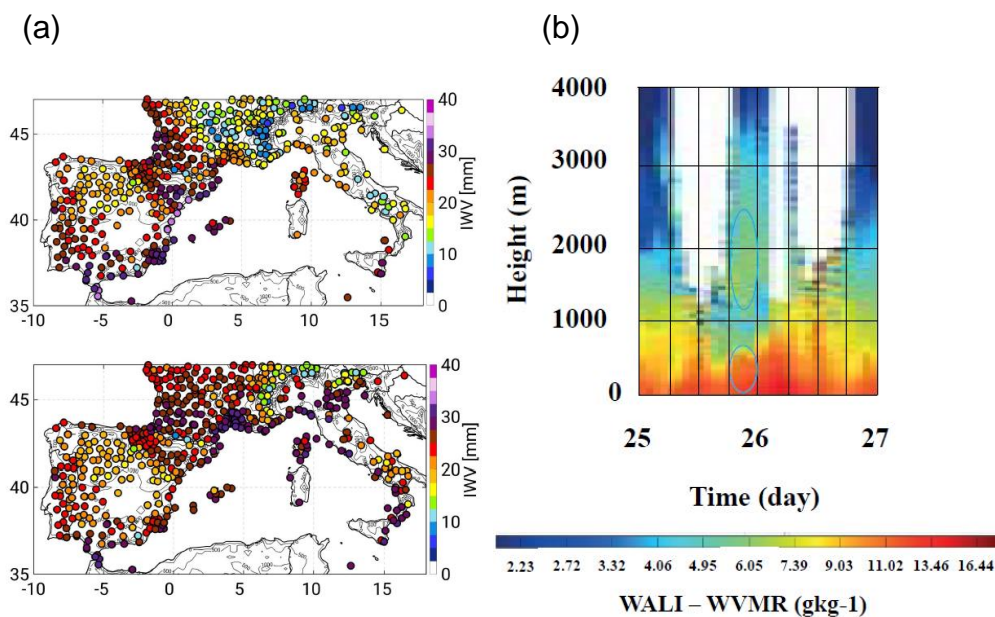 (a)
(b)
45
40
35
-10 -5 0 5 10 15
40
30
20
10
0
IWV [mm]
45
40
35
-10 -5 0 5 10 15
40
30
20
10
0
IWV [mm]
4000
3000
2000
1000
0
Height (m)
25 26 27
Time (day)
2.23 2.72 3.32 4.06 4.95 6.05 7.39 9.03 11.02 13.46 16.44
WALI – WVMR (gkg-1)